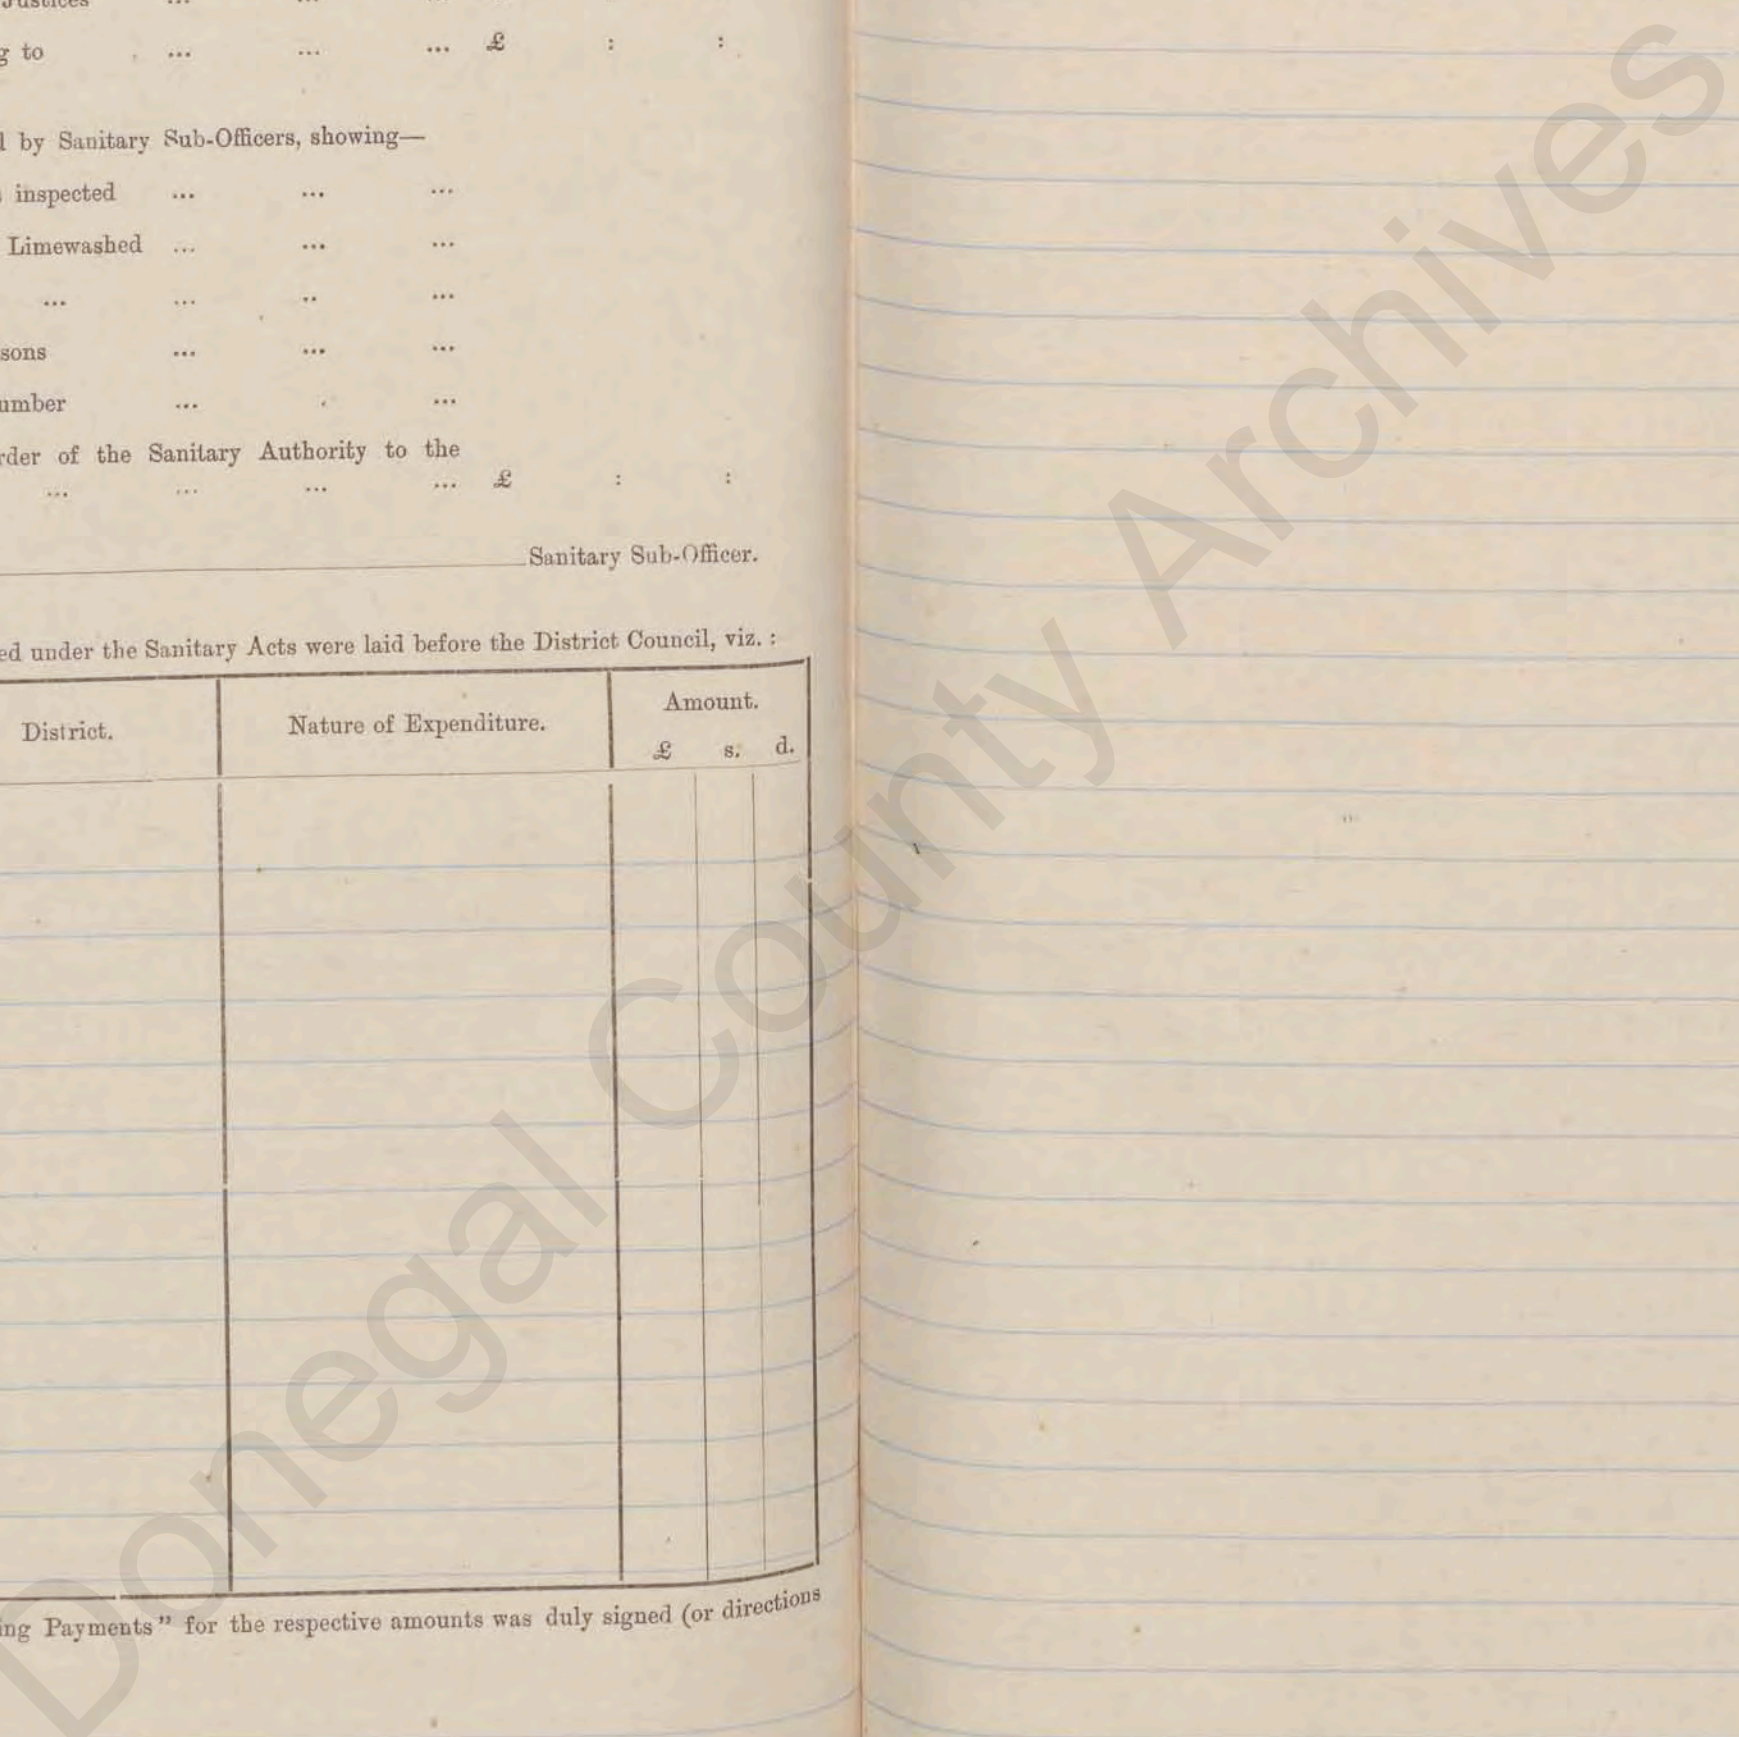 g to ... ... ... £ : :
by Sanitary Sub-Officers, showing—
inspected ... ... ...
Limewashed ... ... ...
... ... .. ...
sons ... ... ...
umber ... . ...
rder of the Sanitary Authority to the
... ... ... ... £ : :
Sanitary Sub-Officer.
ed under the Sanitary Acts were laid before the District Council, viz. :
District. Nature of Expenditure. Amount.
£ s. d.
ing Payments" for the respective amounts was duly signed (or directions
Donegal County Archives